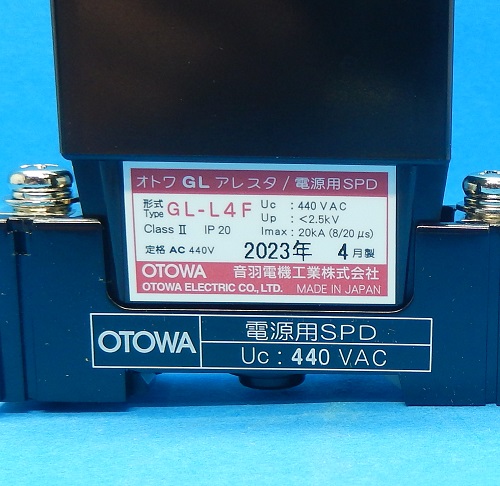 オトワ GL アレスタ / 電源用SPD
形式 Type GL-L4F Uc : 440 VAC
Up : <2.5kV
Class II IP 20 Imax : 20kA (8/20 μs)
定格 AC 440V 2023年 4月製
OTOWA 音羽電機工業株式会社
OTOWA ELECTRIC CO., LTD. MADE IN JAPAN
OTOWA 電源用SPD
Uc : 440 VAC